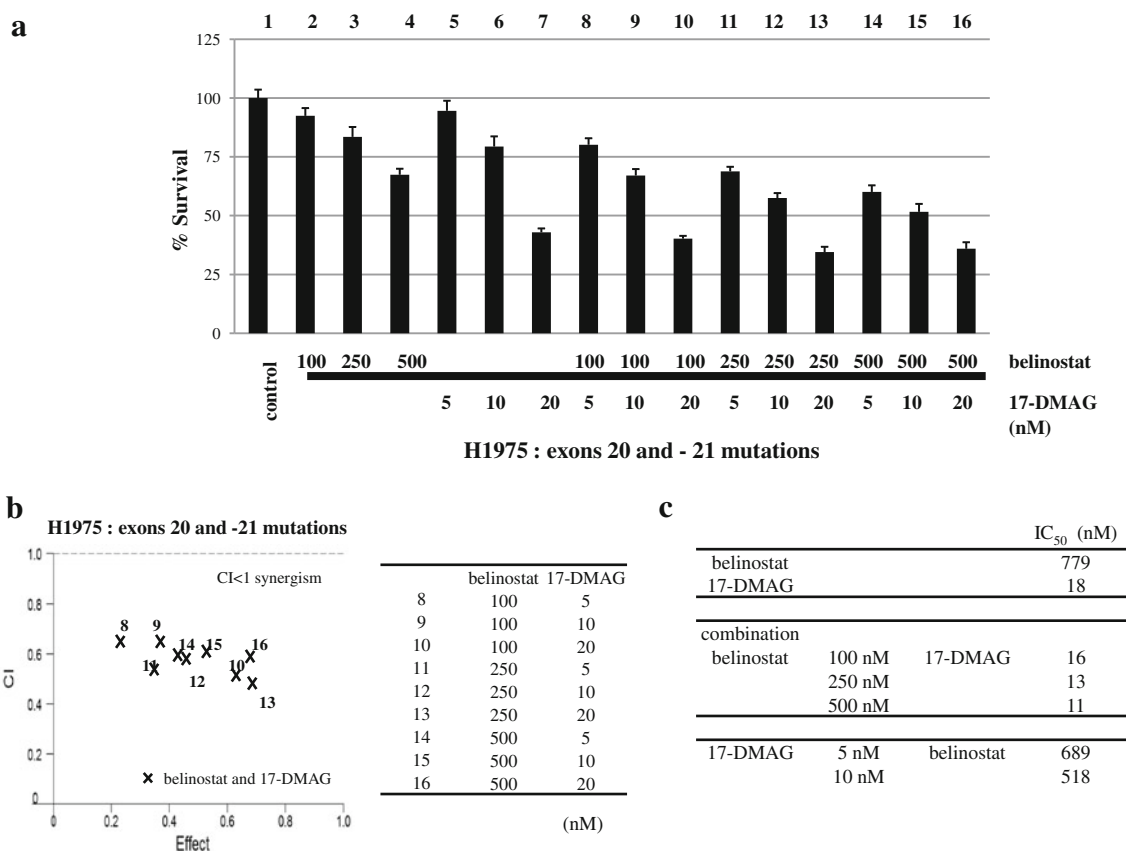 a
1 2 3 4 5 6 7 8 9 10 11 12 13 14 15 16
125
100
75
50
25
0
% Survival
control
100 250 500 100 100 100 250 250 250 500 500 500 belinostat
5 10 20 5 10 20 5 10 20 5 10 20 17-DMAG
(nM)
H1975 : exons 20 and - 21 mutations
b
H1975 : exons 20 and -21 mutations
1.0
0.8
0.6
0.4
0.2
0
CI
CI<1 synergism
8 9 14 15 16
11 10
12 13
belinostat and 17-DMAG
0 0.2 0.4 0.6 0.8 1.0
Effect
belinostat 17-DMAG
8 100 5
9 100 10
10 100 20
11 250 5
12 250 10
13 250 20
14 500 5
15 500 10
16 500 20
(nM)
c
IC50 (nM)
belinostat 779
17-DMAG 18
combination
belinostat 100 nM 17-DMAG 16
250 nM 13
500 nM 11
17-DMAG 5 nM belinostat 689
10 nM 518